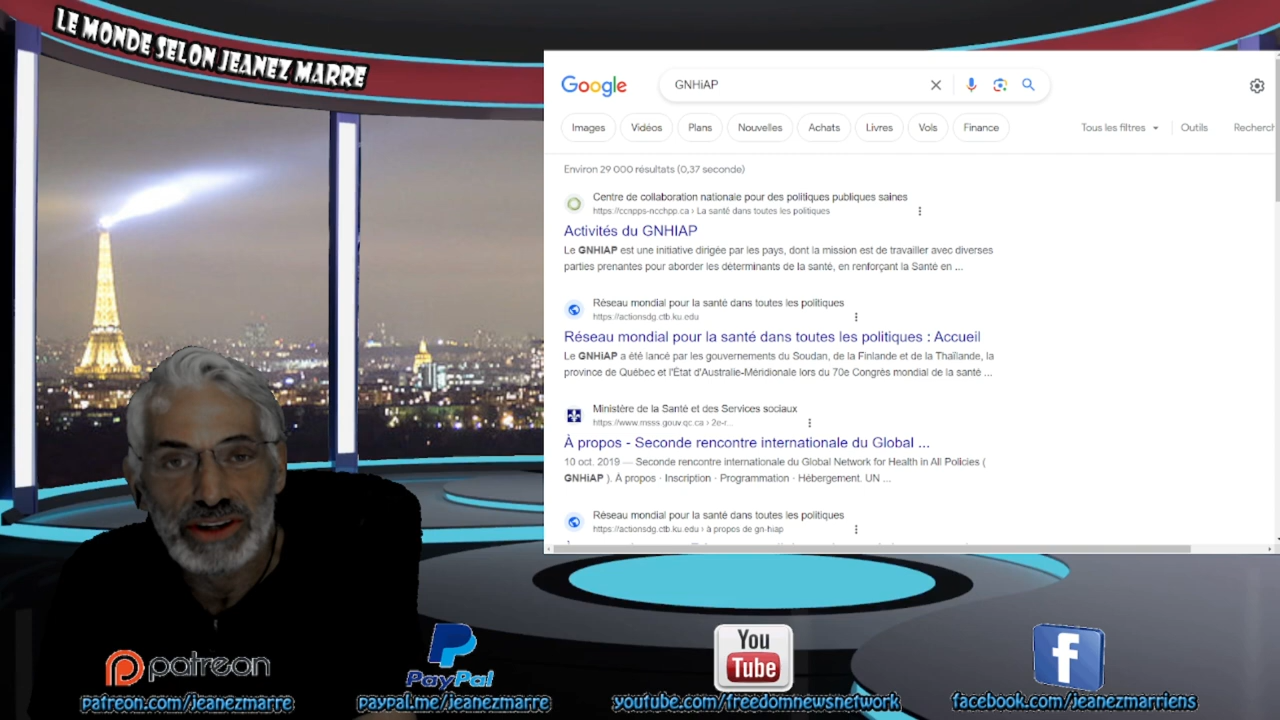 LE MONDE SELON JEANEZ MARRE
Google
GNHiAP
Images
Vidéos
Plans
Nouvelles
Achats
Livres
Vols
Finance
Tous les filtres
Outils
Recherch
Environ 29 000 résultats (0,37 seconde)
Centre de collaboration nationale pour des politiques publiques saines
https://ccnpps-ncchpp.ca › La santé dans toutes les politiques
Activités du GNHIAP
Le GNHIAP est une initiative dirigée par les pays, dont la mission est de travailler avec diverses
parties prenantes pour aborder les déterminants de la santé, en renforçant la Santé en ...
Réseau mondial pour la santé dans toutes les politiques
https://actionsdg.ctb.ku.edu
Réseau mondial pour la santé dans toutes les politiques : Accueil
Le GNHiAP a été lancé par les gouvernements du Soudan, de la Finlande et de la Thaïlande, la
province de Québec et l'État d'Australie-Méridionale lors du 70e Congrès mondial de la santé ...
Ministère de la Santé et des Services sociaux
https://www.msss.gouv.qc.ca › 2e-r...
À propos - Seconde rencontre internationale du Global ...
10 oct. 2019 — Seconde rencontre internationale du Global Network for Health in All Policies (
GNHiAP ). À propos · Inscription · Programmation · Hébergement. UN ...
Réseau mondial pour la santé dans toutes les politiques
https://actionsdg.ctb.ku.edu › à propos de gn-hiap
patreon
patreon.com/jeanezmarre
PayPal
paypal.me/jeanezmarre
You
Tube
youtube.com/freedomnewsnetwork
f
facebook.com/jeanezmarriens